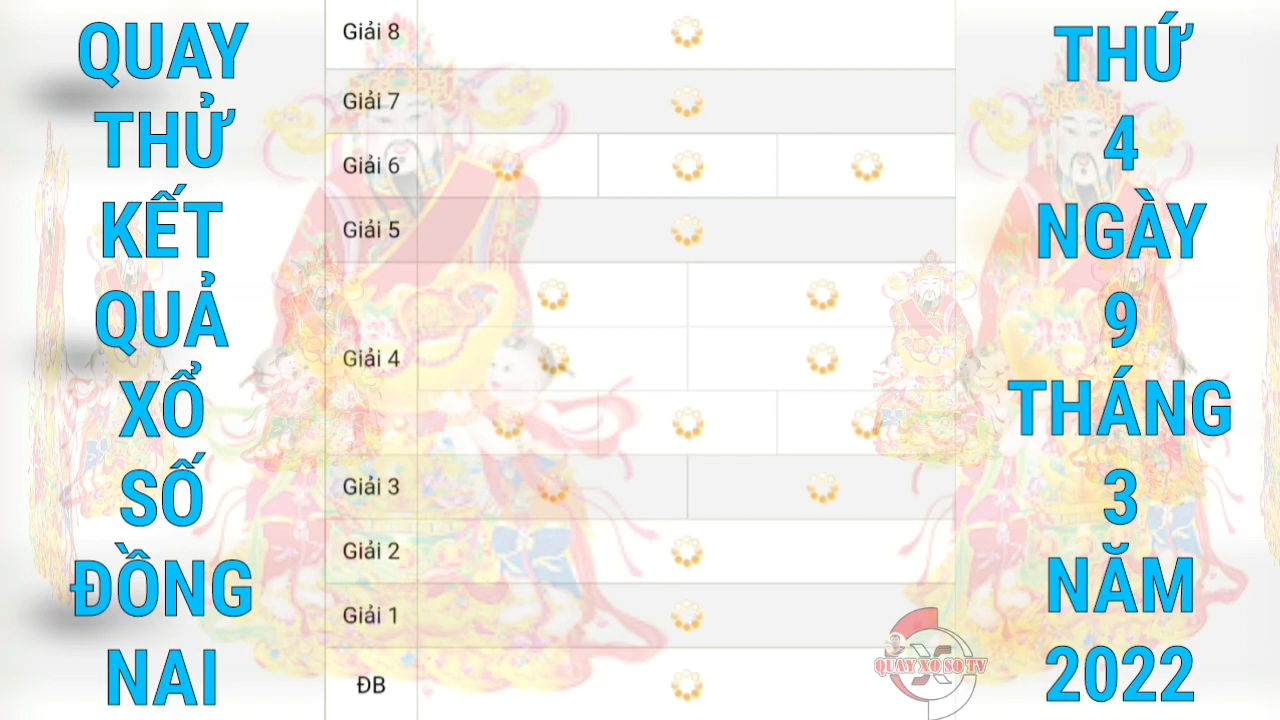 QUAY
THỬ
KẾT
QUẢ
XỔ
SỐ
ĐỒNG
NAI
Giải 8
Giải 7
Giải 6
Giải 5
Giải 4
Giải 3
Giải 2
Giải 1
ĐB
THỨ
4
NGÀY
9
THÁNG
3
NĂM
2022
QUAY XO SO TV